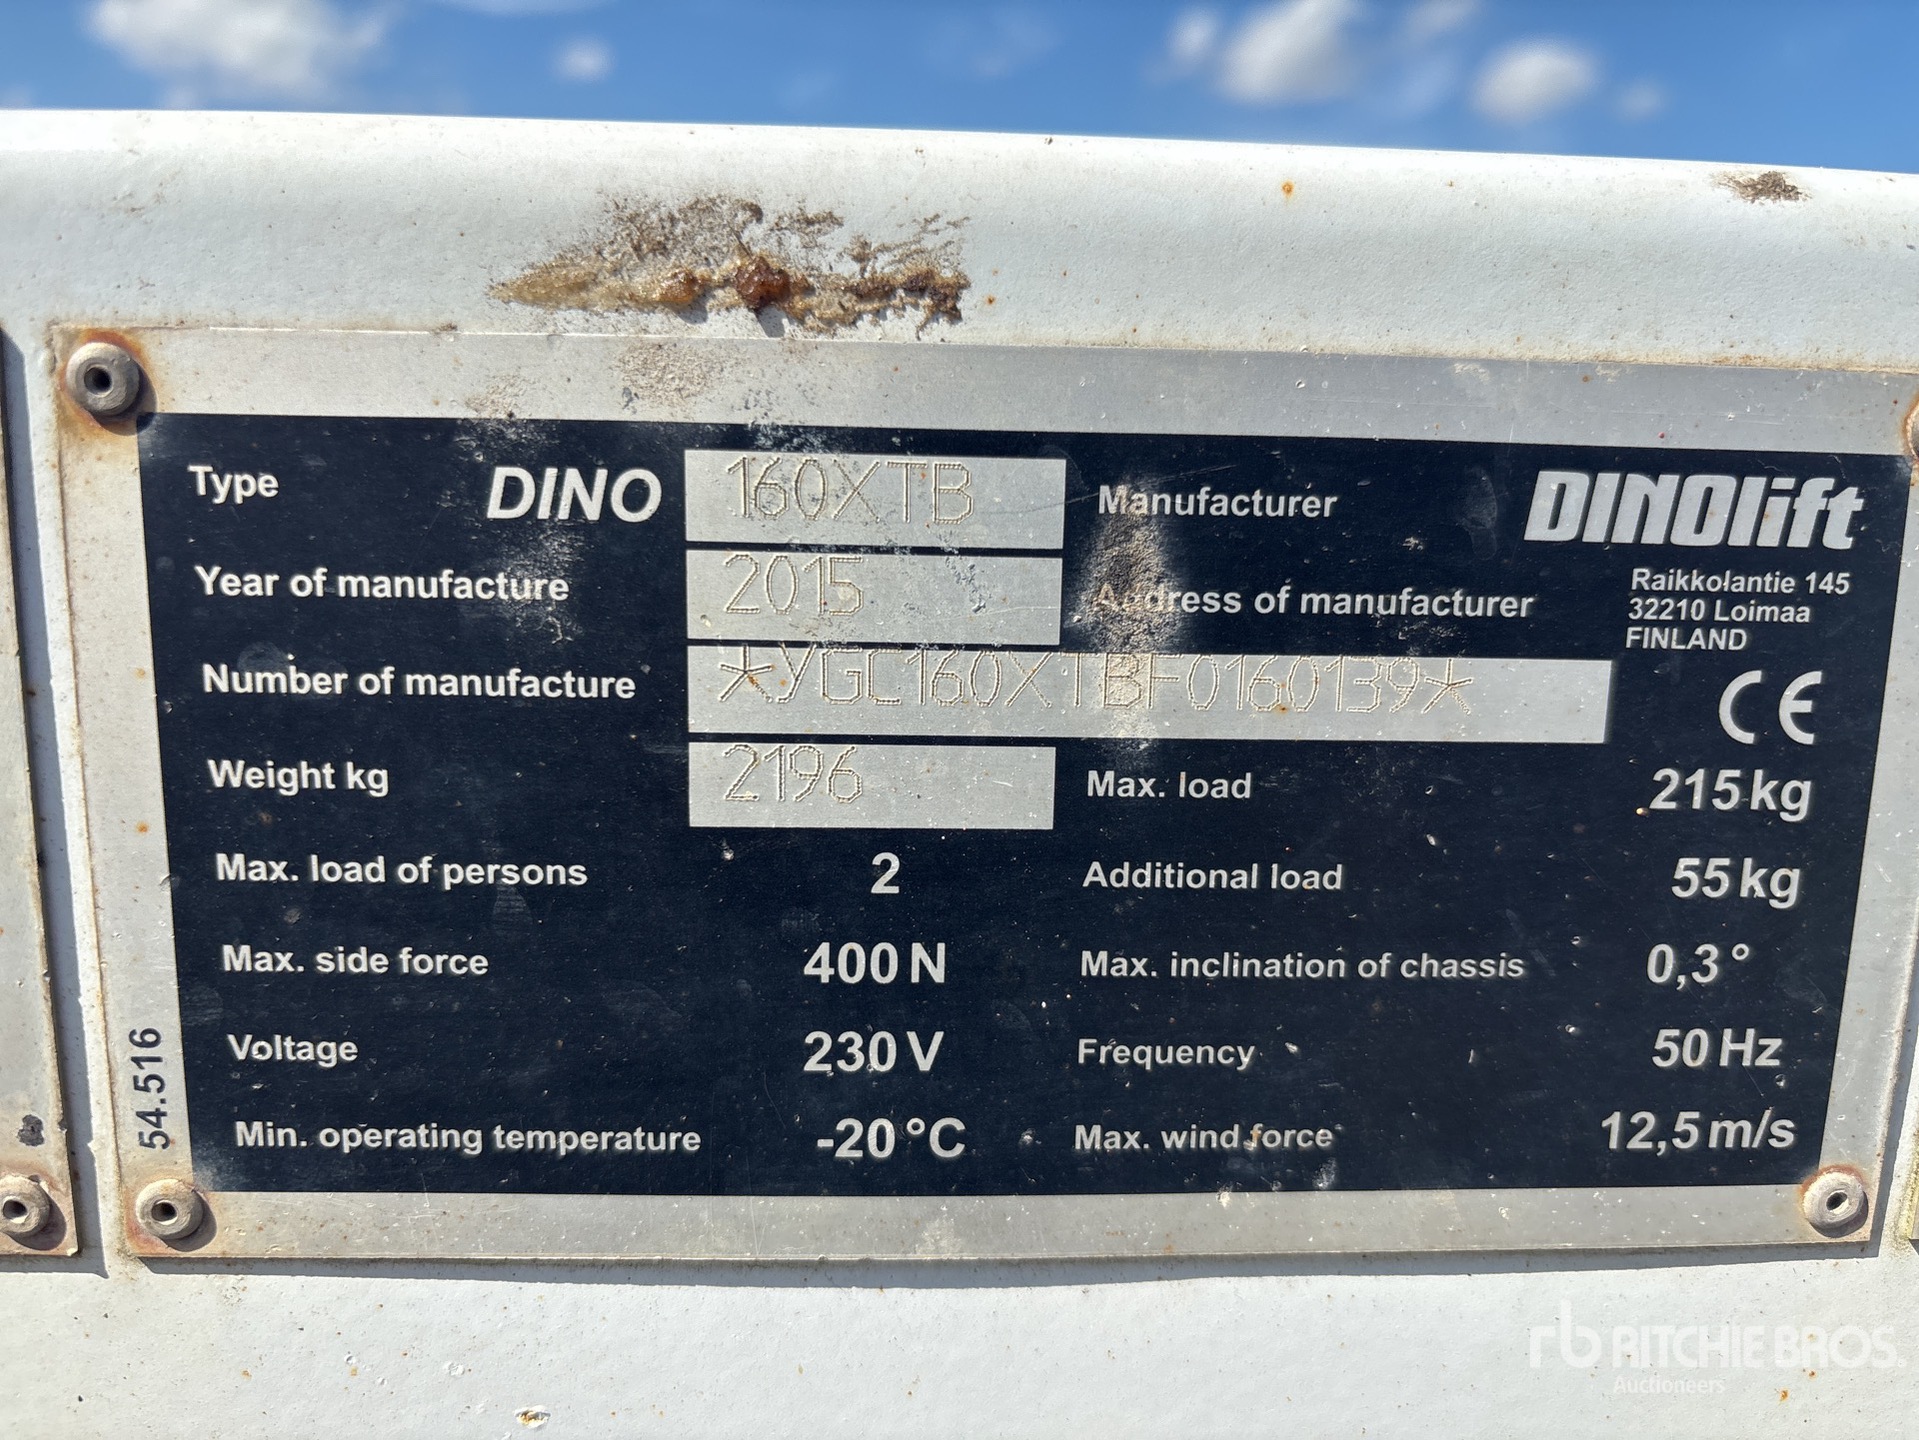 Type DINO 160XTB
Year of manufacture 2015
Number of manufacture *YGC160XTBF0160139*
Weight kg 2196
Max. load of persons 2
Max. side force 400 N
Voltage 230 V
Min. operating temperature -20 °C
Manufacturer DINOlift
Address of manufacturer Raikkolantie 145
32210 Loimaa
FINLAND
CE
Max. load 215 kg
Additional load 55 kg
Max. inclination of chassis 0,3 °
Frequency 50 Hz
Max. wind force 12,5 m/s
54.516
rb RITCHIE BROS.
Auctioneers